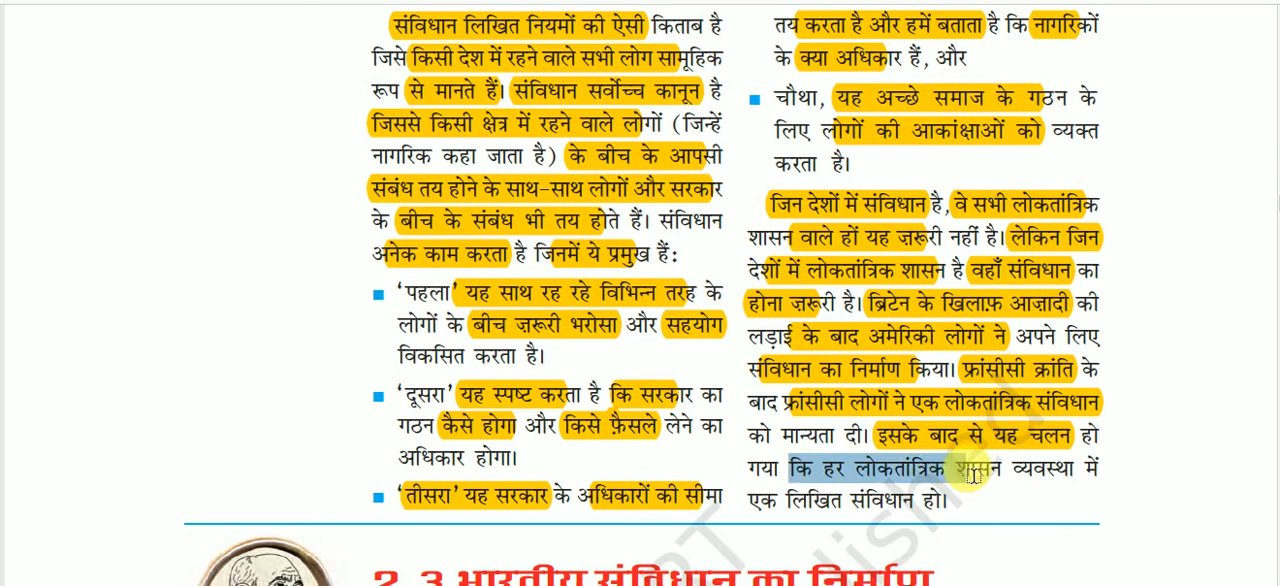 संविधान लिखित नियमों की ऐसी किताब है
जिसे किसी देश में रहने वाले सभी लोग सामूहिक
रूप से मानते हैं। संविधान सर्वोच्च कानून है
जिससे किसी क्षेत्र में रहने वाले लोगों (जिन्हें
नागरिक कहा जाता है) के बीच के आपसी
संबंध तय होने के साथ-साथ लोगों और सरकार
के बीच के संबंध भी तय होते हैं। संविधान
अनेक काम करता है जिनमें ये प्रमुख हैं:
‘पहला’ यह साथ रह रहे विभिन्न तरह के
लोगों के बीच ज़रूरी भरोसा और सहयोग
विकसित करता है।
‘दूसरा’ यह स्पष्ट करता है कि सरकार का
गठन कैसे होगा और किसे फ़ैसले लेने का
अधिकार होगा।
‘तीसरा’ यह सरकार के अधिकारों की सीमा
तय करता है और हमें बताता है कि नागरिकों
के क्या अधिकार हैं, और
चौथा, यह अच्छे समाज के गठन के
लिए लोगों की आकांक्षाओं को व्यक्त
करता है।
जिन देशों में संविधान है, वे सभी लोकतांत्रिक
शासन वाले हों यह ज़रूरी नहीं है। लेकिन जिन
देशों में लोकतांत्रिक शासन है वहाँ संविधान का
होना ज़रूरी है। ब्रिटेन के खिलाफ़ आज़ादी की
लड़ाई के बाद अमेरिकी लोगों ने अपने लिए
संविधान का निर्माण किया। फ्रांसीसी क्रांति के
बाद फ्रांसीसी लोगों ने एक लोकतांत्रिक संविधान
को मान्यता दी। इसके बाद से यह चलन हो
गया कि हर लोकतांत्रिक शासन व्यवस्था में
एक लिखित संविधान हो।
2.3 भारतीय संविधान का निर्माण